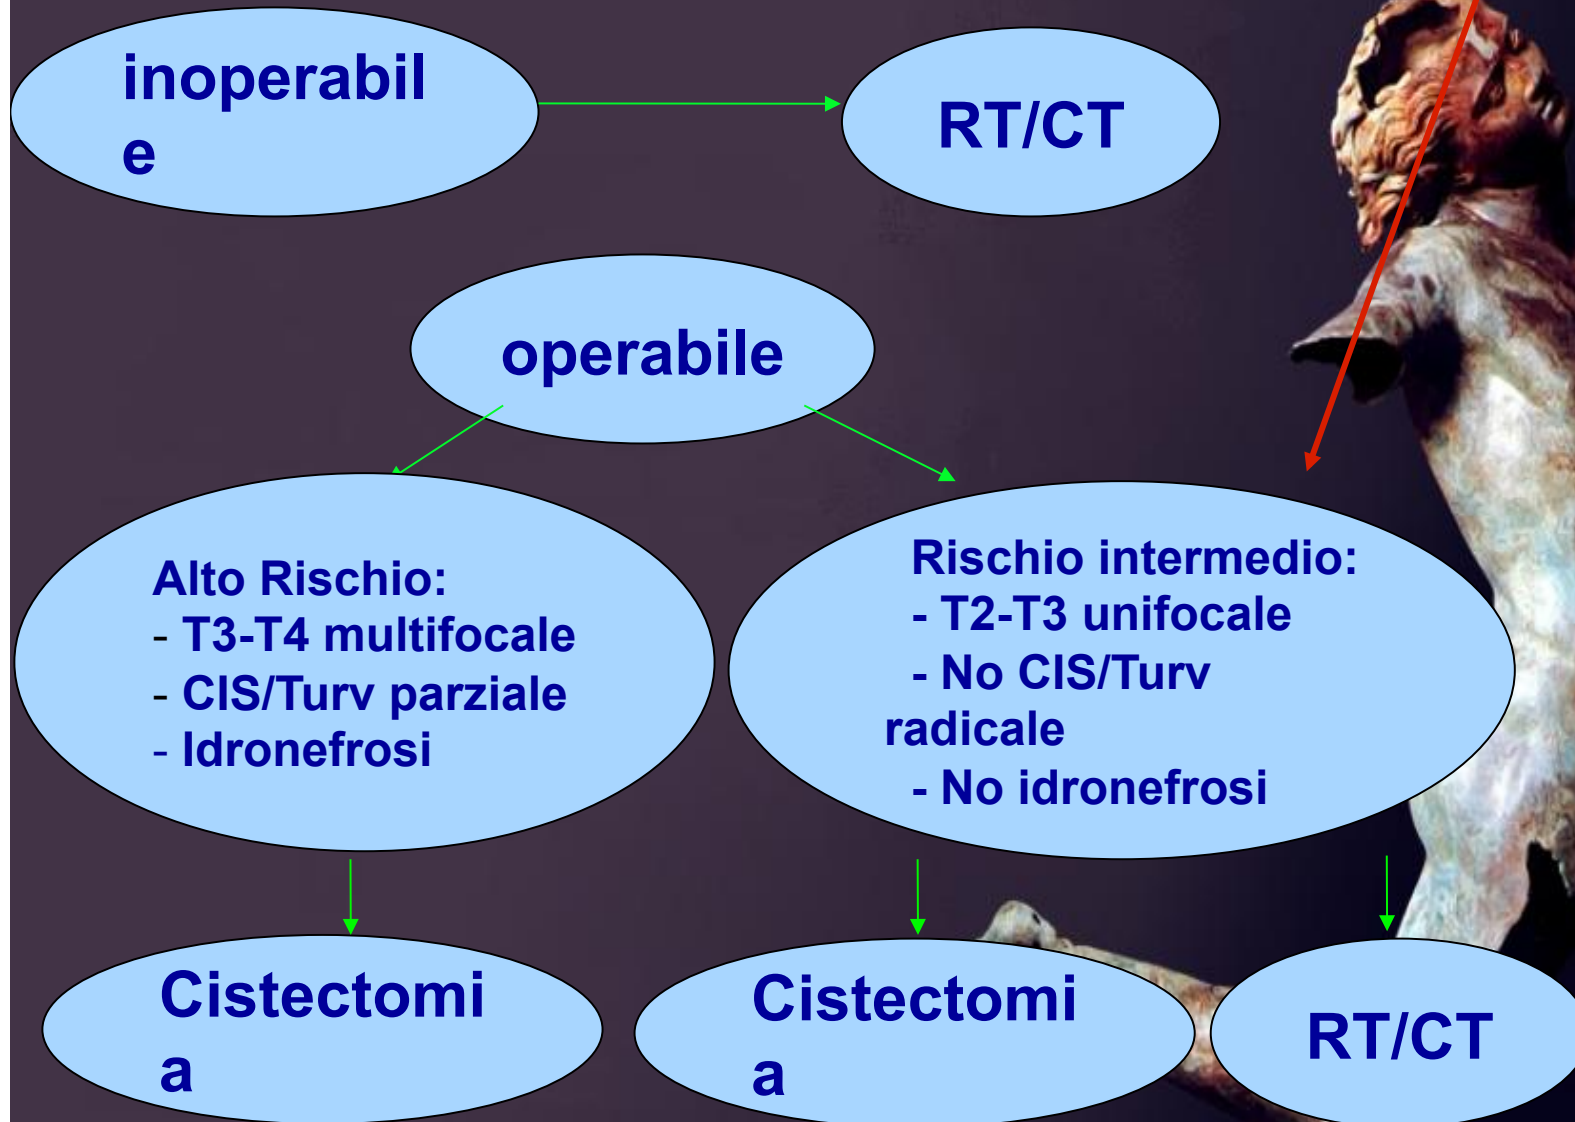 inoperabil
e
RT/CT
operabile
Alto Rischio:
- T3-T4 multifocale
- CIS/Turv parziale
- Idronefrosi
Rischio intermedio:
- T2-T3 unifocale
- No CIS/Turv
radicale
- No idronefrosi
Cistectomi
a
Cistectomi
a
RT/CT